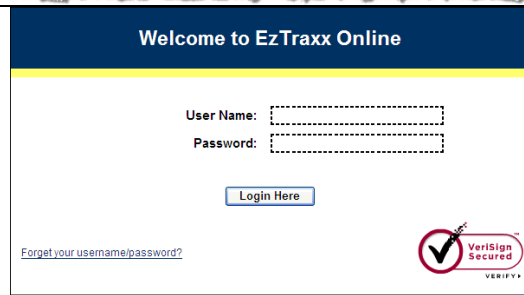 Welcome to EzTraxx Online
User Name:
Password:
Login Here
Forget your username/password?
VeriSign
Secured
VERIFY